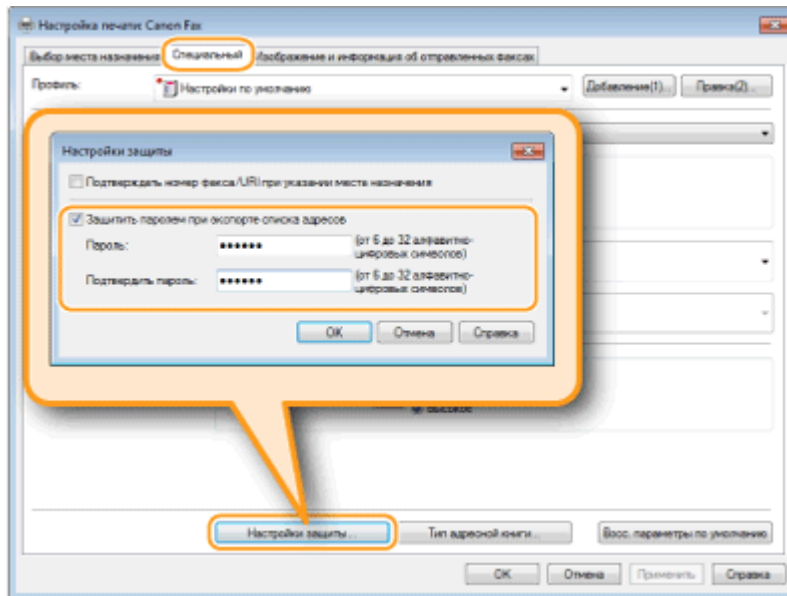 Настройка печати: Canon Fax
Выбор места назначения Специальный Изображение и информация об отправленных факсах
Профиль: Настройки по умолчанию Добавление(1)... Правка(2)...
Настройки защиты
Подтверждать номер факса/URI при указании места назначения
Защитить паролем при экспорте списка адресов
Пароль: •••••• (от 6 до 32 алфавитно-
цифровых символов)
Подтвердить пароль: •••••• (от 6 до 32 алфавитно-
цифровых символов)
OK Отмена Справка
Высокое
Настройки защиты... Тип адресной книги... Восс. параметры по умолчанию
OK Отмена Применить Справка